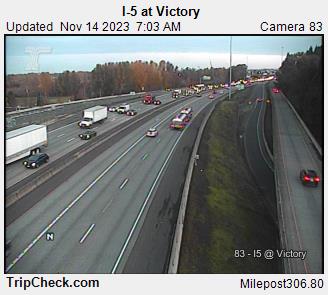 I-5 at Victory
Updated Nov 14 2023 7:03 AM Camera 83
N
83 - I5 @ Victory
TripCheck.com Milepost306.80